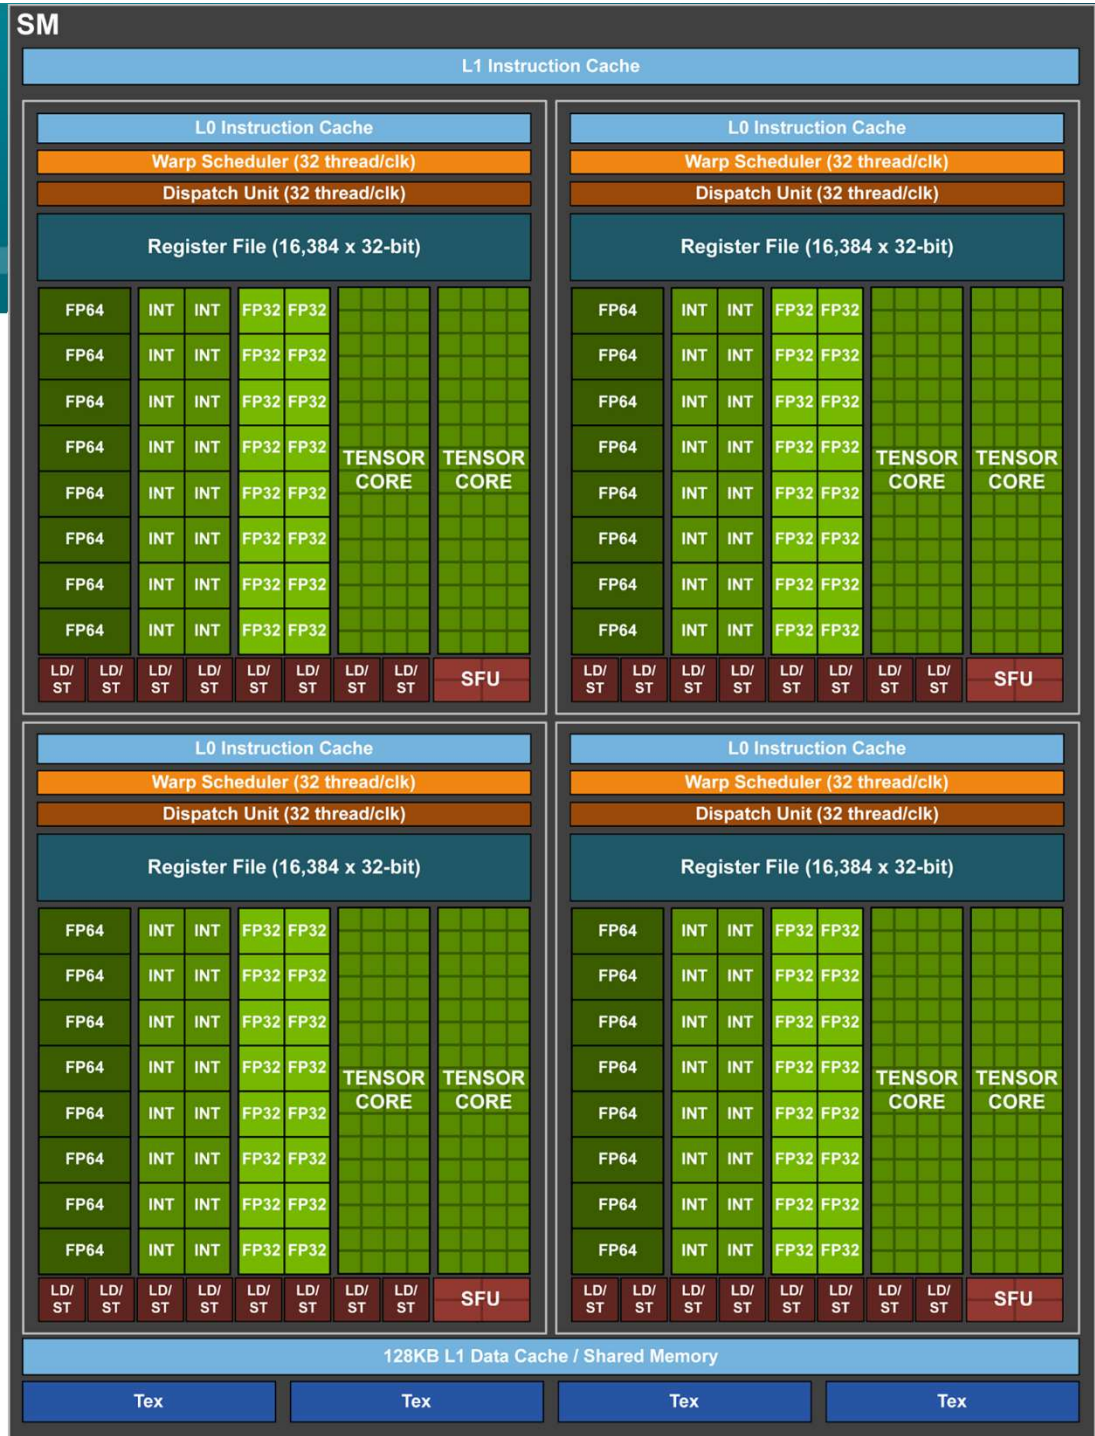 SM
L1 Instruction Cache
L0 Instruction Cache
Warp Scheduler (32 thread/clk)
Dispatch Unit (32 thread/clk)
Register File (16,384 x 32-bit)
FP64 INT INT FP32 FP32
FP64 INT INT FP32 FP32
FP64 INT INT FP32 FP32
FP64 INT INT FP32 FP32
FP64 INT INT FP32 FP32
FP64 INT INT FP32 FP32
FP64 INT INT FP32 FP32
FP64 INT INT FP32 FP32
TENSOR CORE
TENSOR CORE
LD/ST LD/ST LD/ST LD/ST LD/ST LD/ST LD/ST LD/ST SFU
L0 Instruction Cache
Warp Scheduler (32 thread/clk)
Dispatch Unit (32 thread/clk)
Register File (16,384 x 32-bit)
FP64 INT INT FP32 FP32
FP64 INT INT FP32 FP32
FP64 INT INT FP32 FP32
FP64 INT INT FP32 FP32
FP64 INT INT FP32 FP32
FP64 INT INT FP32 FP32
FP64 INT INT FP32 FP32
FP64 INT INT FP32 FP32
TENSOR CORE
TENSOR CORE
LD/ST LD/ST LD/ST LD/ST LD/ST LD/ST LD/ST LD/ST SFU
L0 Instruction Cache
Warp Scheduler (32 thread/clk)
Dispatch Unit (32 thread/clk)
Register File (16,384 x 32-bit)
FP64 INT INT FP32 FP32
FP64 INT INT FP32 FP32
FP64 INT INT FP32 FP32
FP64 INT INT FP32 FP32
FP64 INT INT FP32 FP32
FP64 INT INT FP32 FP32
FP64 INT INT FP32 FP32
FP64 INT INT FP32 FP32
TENSOR CORE
TENSOR CORE
LD/ST LD/ST LD/ST LD/ST LD/ST LD/ST LD/ST LD/ST SFU
L0 Instruction Cache
Warp Scheduler (32 thread/clk)
Dispatch Unit (32 thread/clk)
Register File (16,384 x 32-bit)
FP64 INT INT FP32 FP32
FP64 INT INT FP32 FP32
FP64 INT INT FP32 FP32
FP64 INT INT FP32 FP32
FP64 INT INT FP32 FP32
FP64 INT INT FP32 FP32
FP64 INT INT FP32 FP32
FP64 INT INT FP32 FP32
TENSOR CORE
TENSOR CORE
LD/ST LD/ST LD/ST LD/ST LD/ST LD/ST LD/ST LD/ST SFU
128KB L1 Data Cache / Shared Memory
Tex Tex Tex Tex